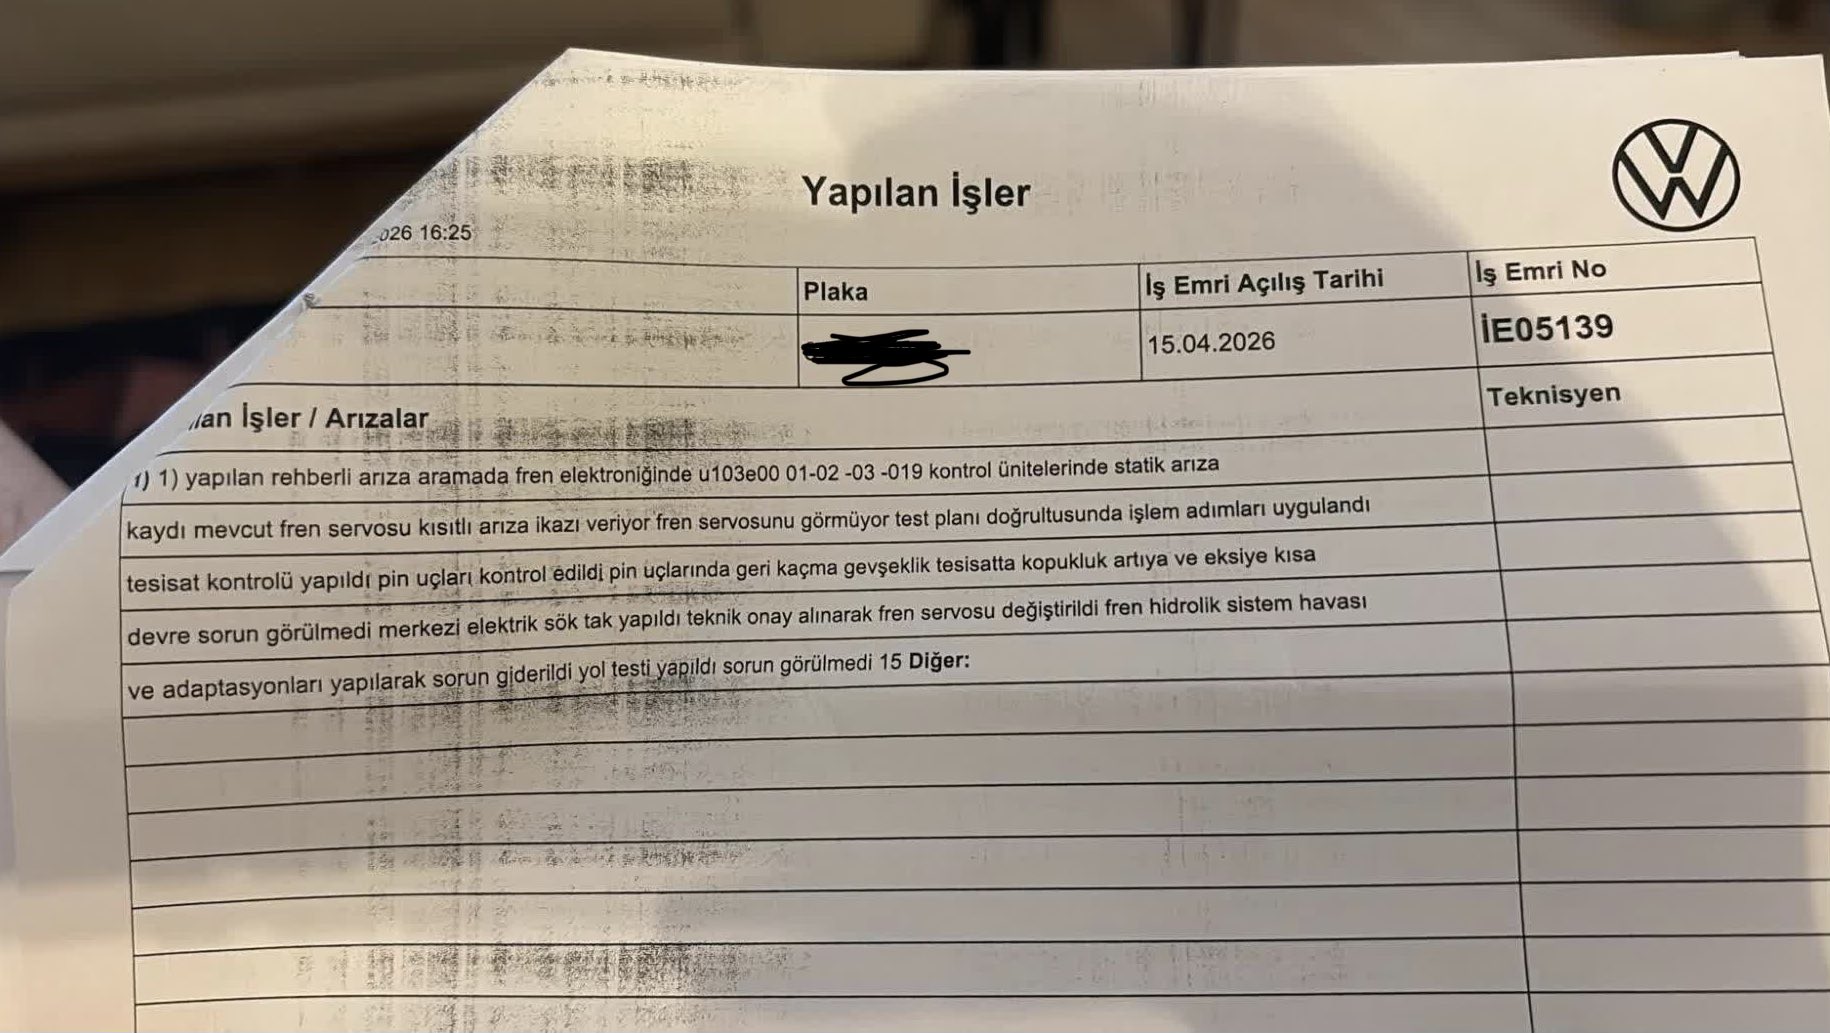 Yapılan İşler
026 16:25
Plaka
İş Emri Açılış Tarihi
İş Emri No
15.04.2026
İE05139
lan İşler / Arızalar
Teknisyen
1) 1) yapılan rehberli arıza aramada fren elektroniğinde u103e00 01-02 -03 -019 kontrol ünitelerinde statik arıza
kaydı mevcut fren servosu kısıtlı arıza ikazı veriyor fren servosunu görmüyor test planı doğrultusunda işlem adımları uygulandı
tesisat kontrolü yapıldı pin uçları kontrol edildi pin uçlarında geri kaçma gevşeklik tesisatta kopukluk artıya ve eksiye kısa
devre sorun görülmedi merkezi elektrik sök tak yapıldı teknik onay alınarak fren servosu değiştirildi fren hidrolik sistem havası
ve adaptasyonları yapılarak sorun giderildi yol testi yapıldı sorun görülmedi 15 Diğer: